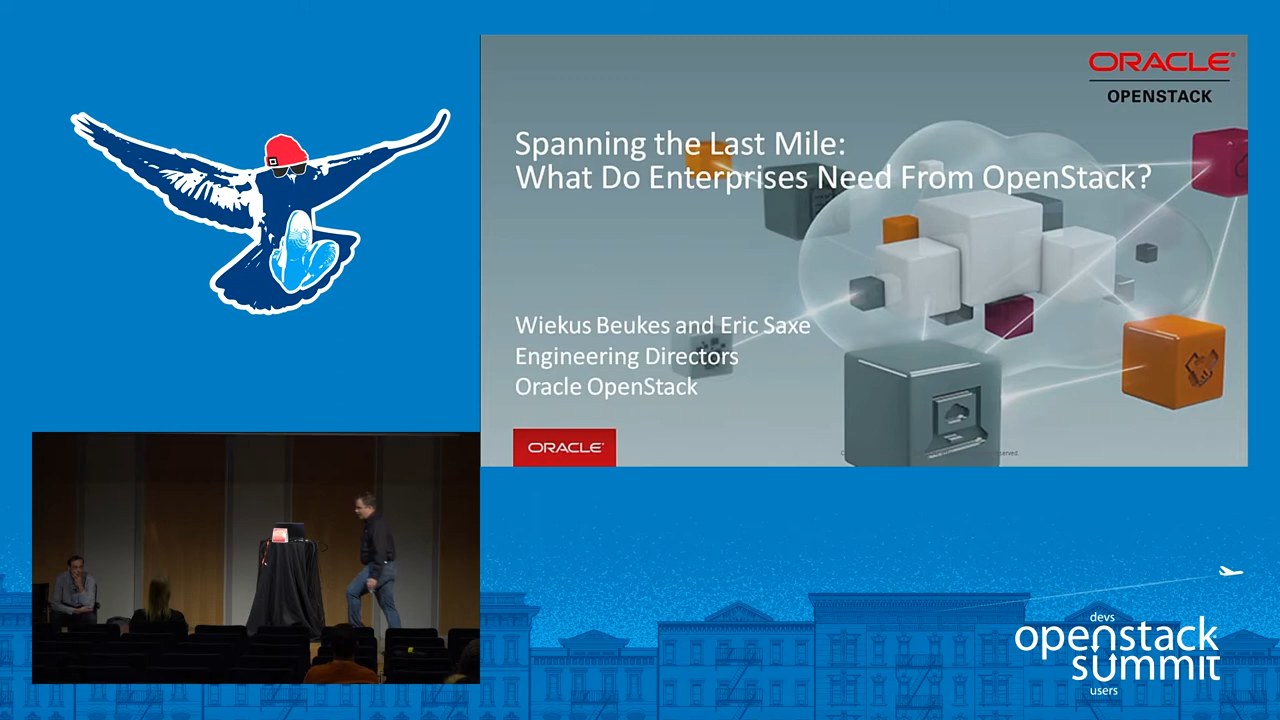 ORACLE®
OPENSTACK
Spanning the Last Mile:
What Do Enterprises Need From OpenStack?
Wiekus Beukes and Eric Saxe
Engineering Directors
Oracle OpenStack
ORACLE®
devs
openstack
summit
users